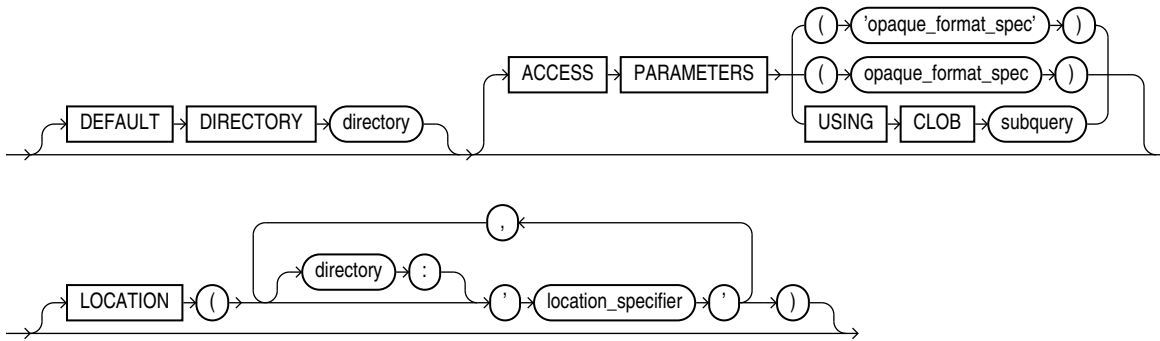 ( 'opaque_format_spec' )
ACCESS PARAMETERS ( opaque_format_spec )
DEFAULT DIRECTORY directory USING CLOB subquery
,
directory :
LOCATION ( ' location_specifier ' )